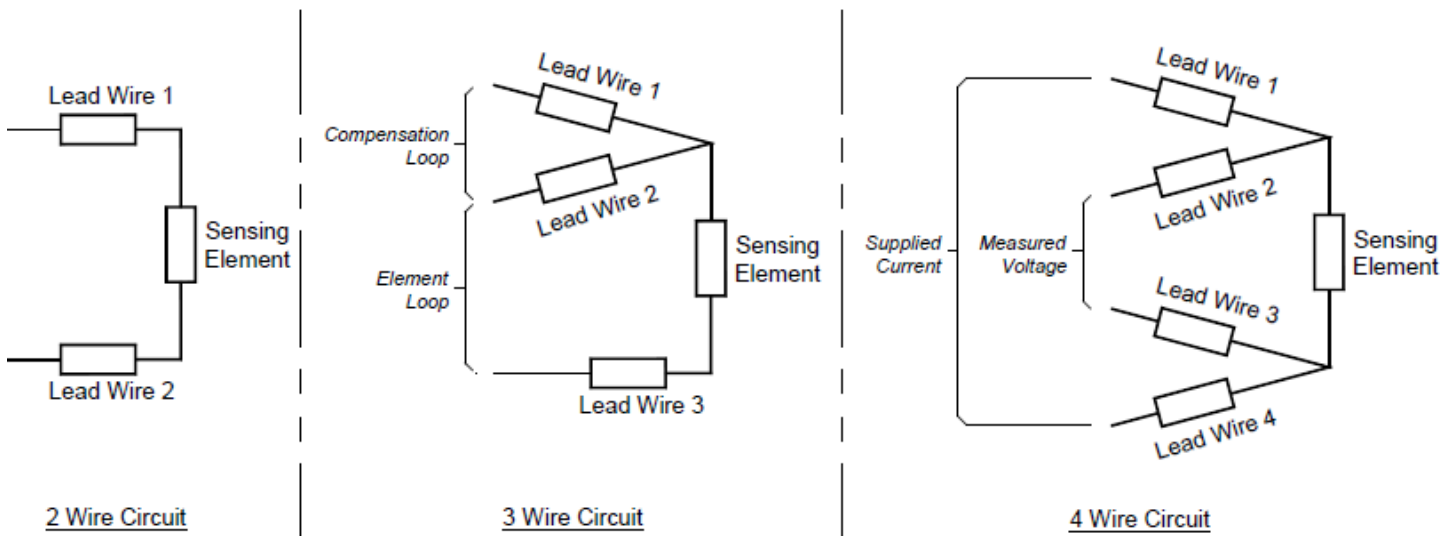 Lead Wire 1
Sensing
Element
Lead Wire 2
2 Wire Circuit
Lead Wire 1
Compensation
Loop
Lead Wire 2
Sensing
Element
Element
Loop
Lead Wire 3
3 Wire Circuit
Lead Wire 1
Lead Wire 2
Supplied
Current
Measured
Voltage
Sensing
Element
Lead Wire 3
Lead Wire 4
4 Wire Circuit